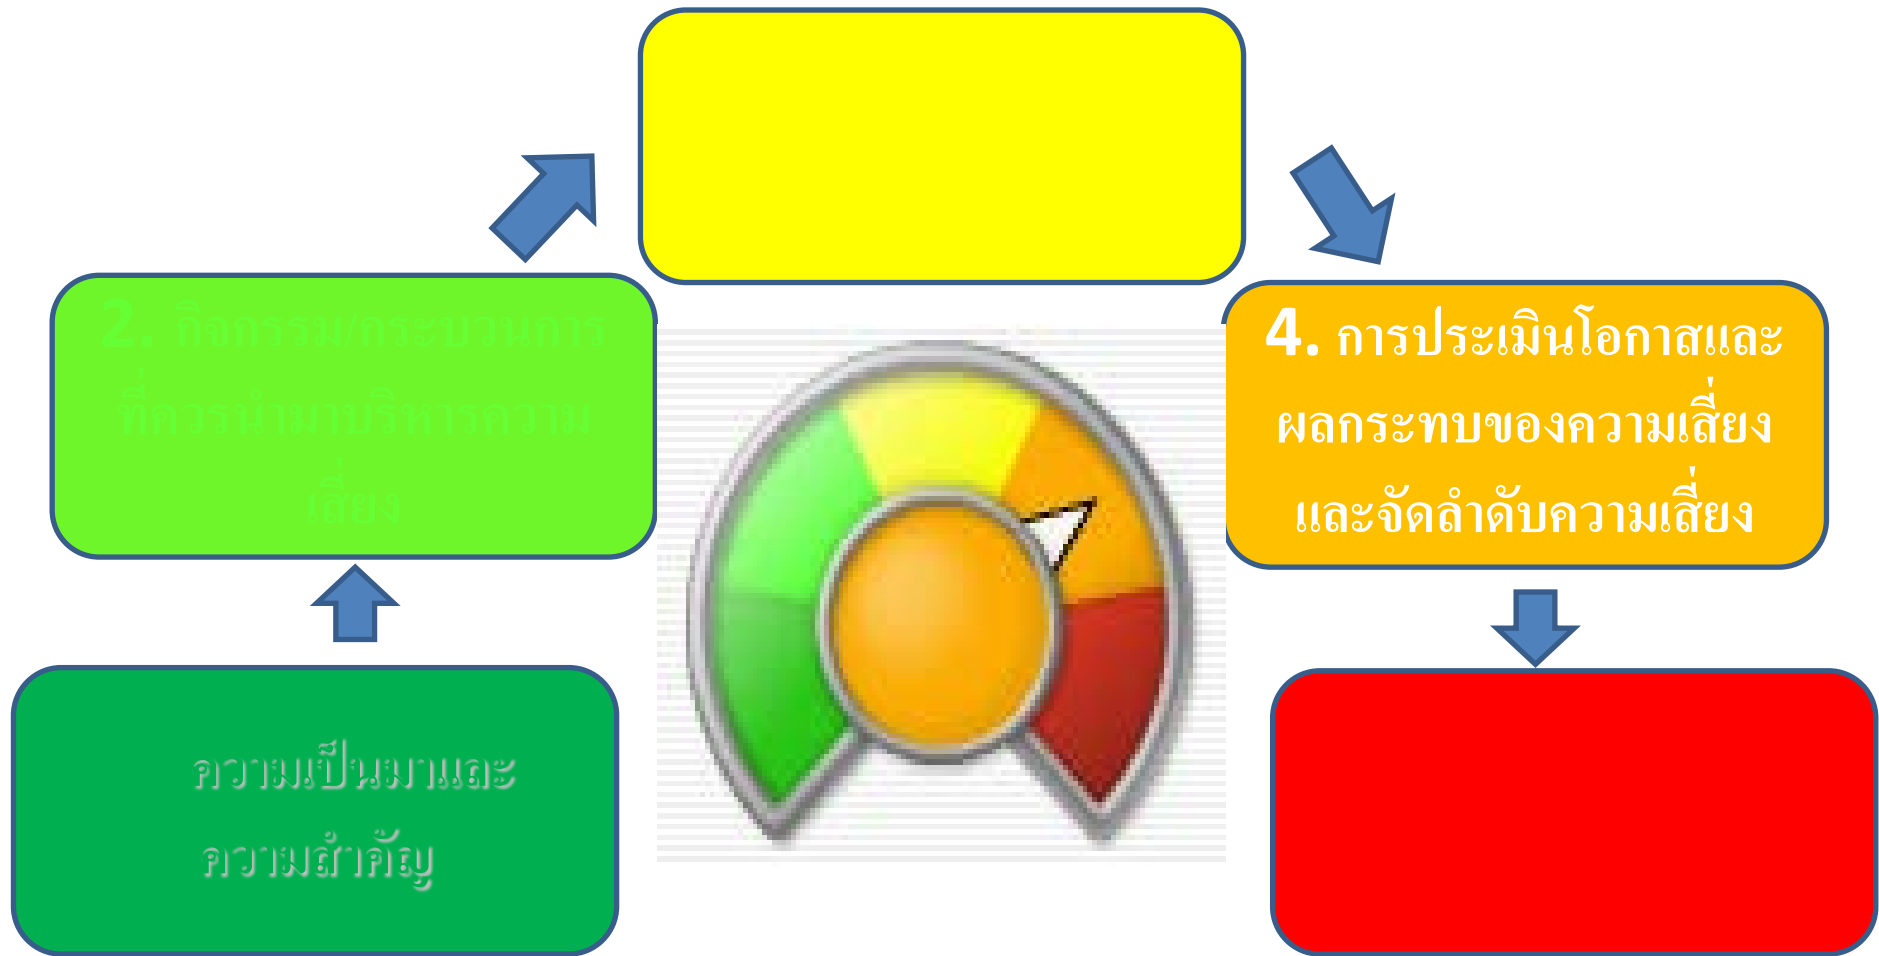 2. กิจกรรม/กระบวนการ
ที่ควรนำมาบริหารความ
เสี่ยง
4. การประเมินโอกาสและ
ผลกระทบของความเสี่ยง
และจัดลำดับความเสี่ยง
ความเป็นมาและ
ความสำคัญ